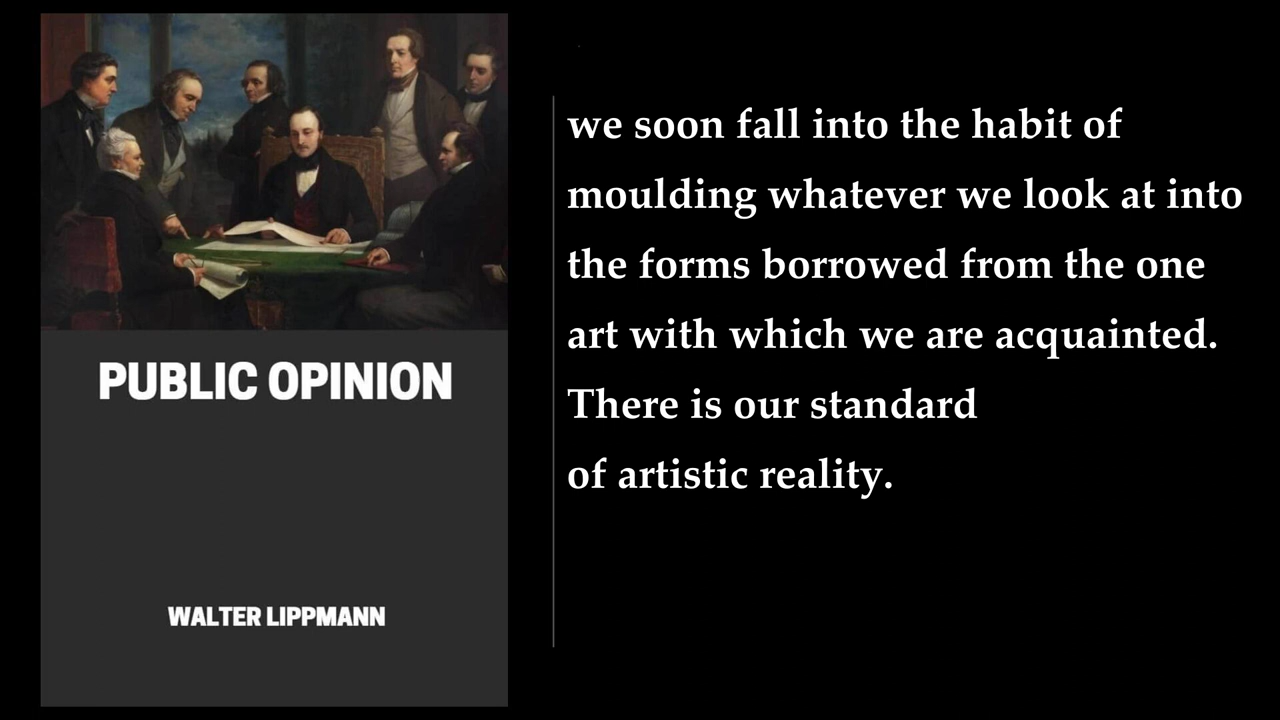 PUBLIC OPINION
WALTER LIPPMANN
we soon fall into the habit of
moulding whatever we look at into
the forms borrowed from the one
art with which we are acquainted.
There is our standard
of artistic reality.